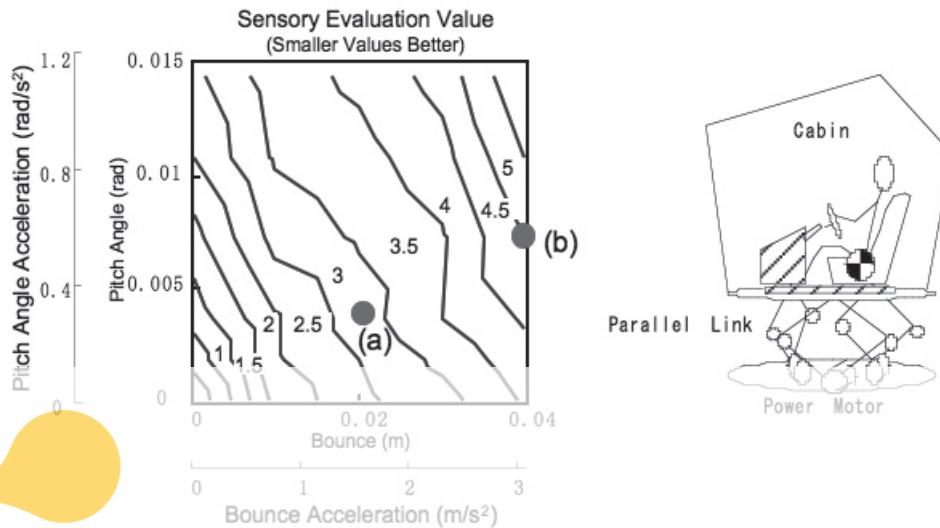 Sensory Evaluation Value
(Smaller Values Better)
Pitch Angle Acceleration (rad/s²)
1.2
0.8
0.4
0
Pitch Angle (rad)
0.015
0.01
0.005
0
5
4.5
4
3.5
3
2.5
2
1.5
1
(a)
(b)
0
0.02
0.04
Bounce (m)
0
1
2
3
Bounce Acceleration (m/s²)
Cabin
Parallel Link
Power Motor